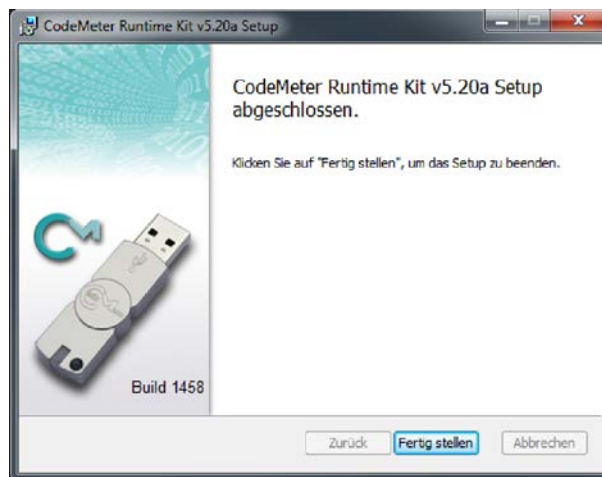 CodeMeter Runtime Kit v5.20a Setup
CodeMeter Runtime Kit v5.20a Setup
abgeschlossen.
Klicken Sie auf "Fertig stellen", um das Setup zu beenden.
Build 1458
Zurück
Fertig stellen
Abbrechen